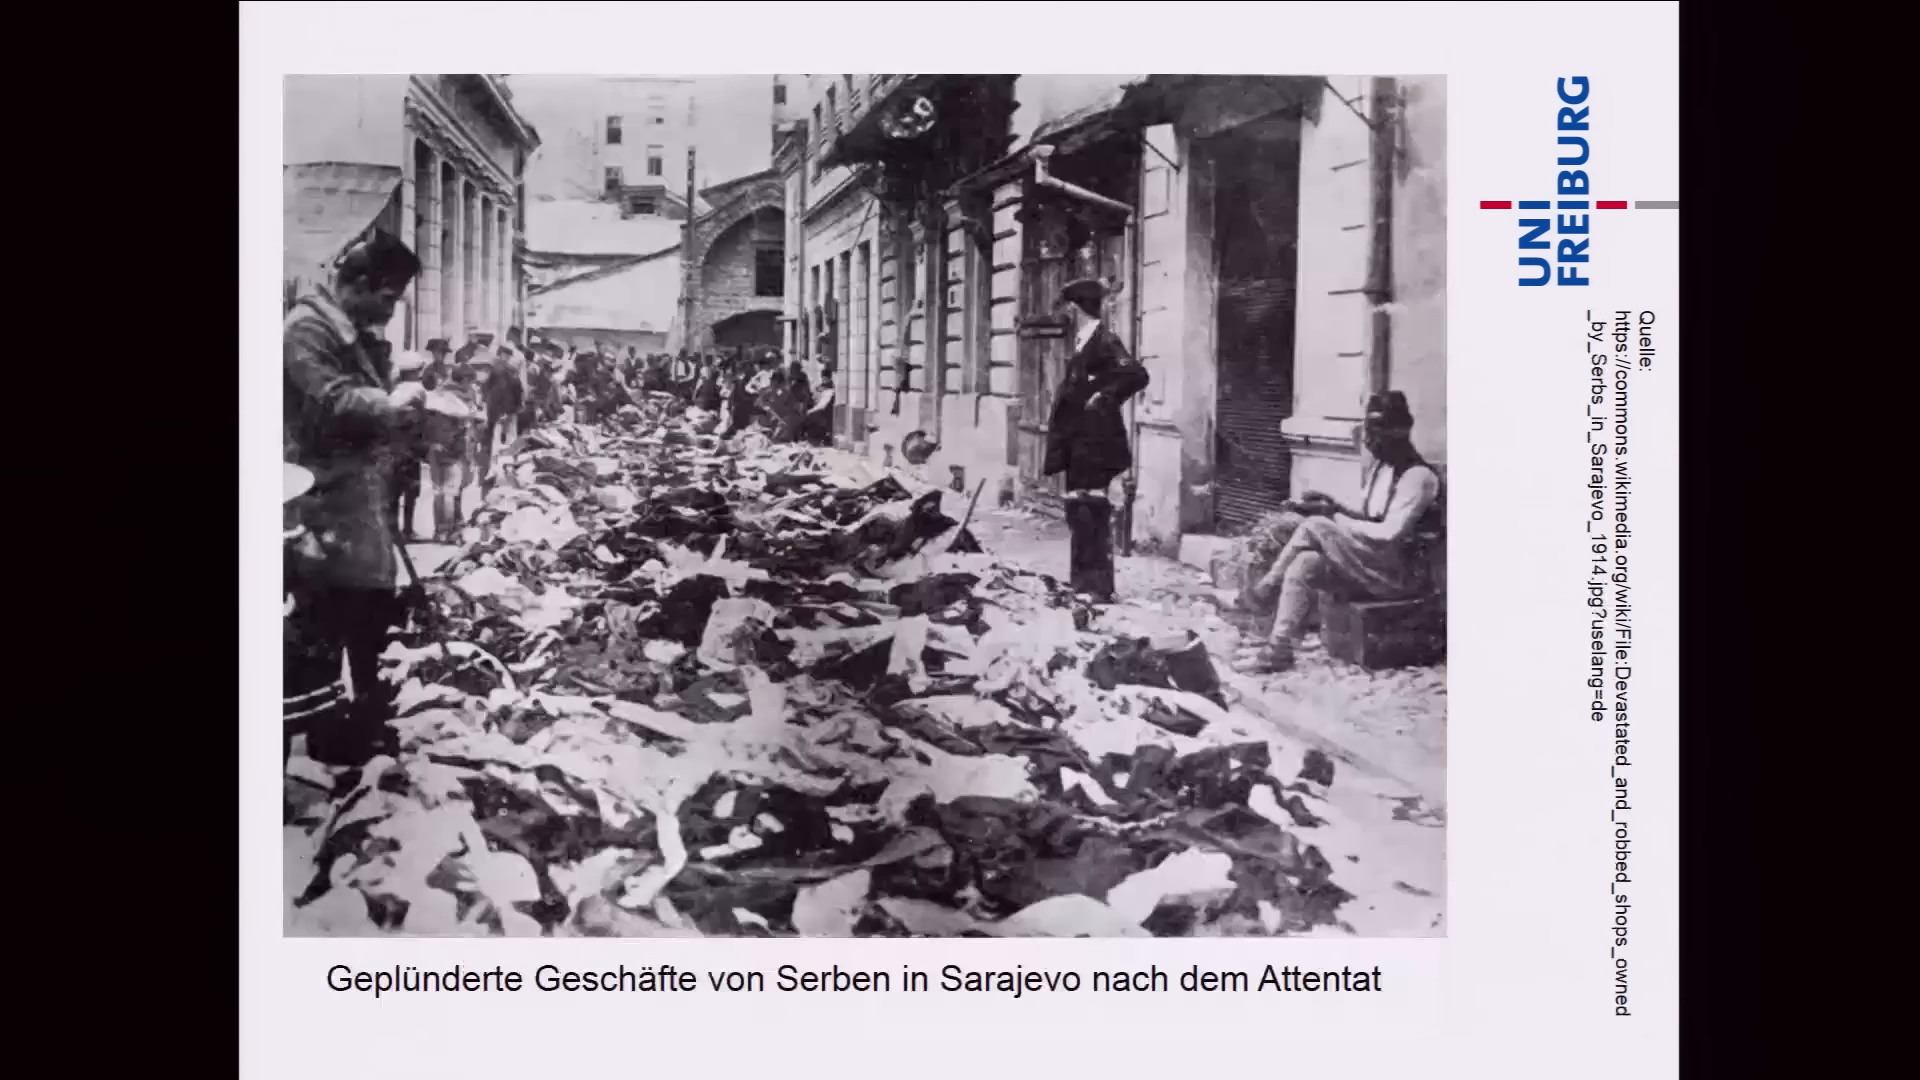 UNI
FREIBURG
Quelle:
https://commons.wikimedia.org/wiki/File:Devastated_and_robbed_shops_owned
_by_Serbs_in_Sarajevo_1914.jpg?uselang=de
Geplünderte Geschäfte von Serben in Sarajevo nach dem Attentat